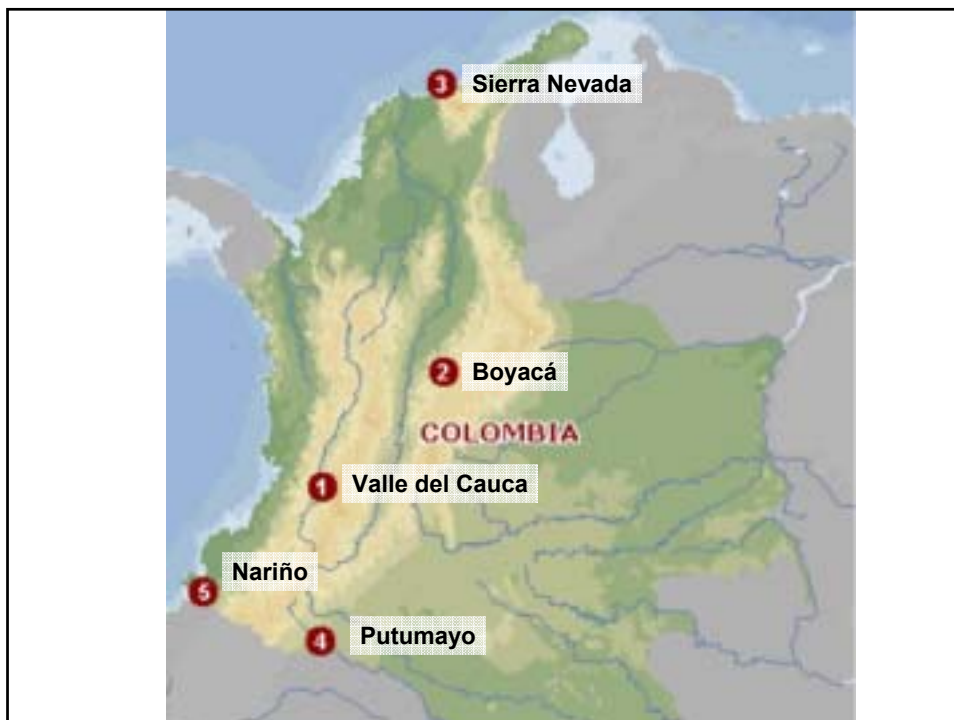 3 Sierra Nevada
2 Boyacá
COLOMBIA
1 Valle del Cauca
Nariño
5
4 Putumayo